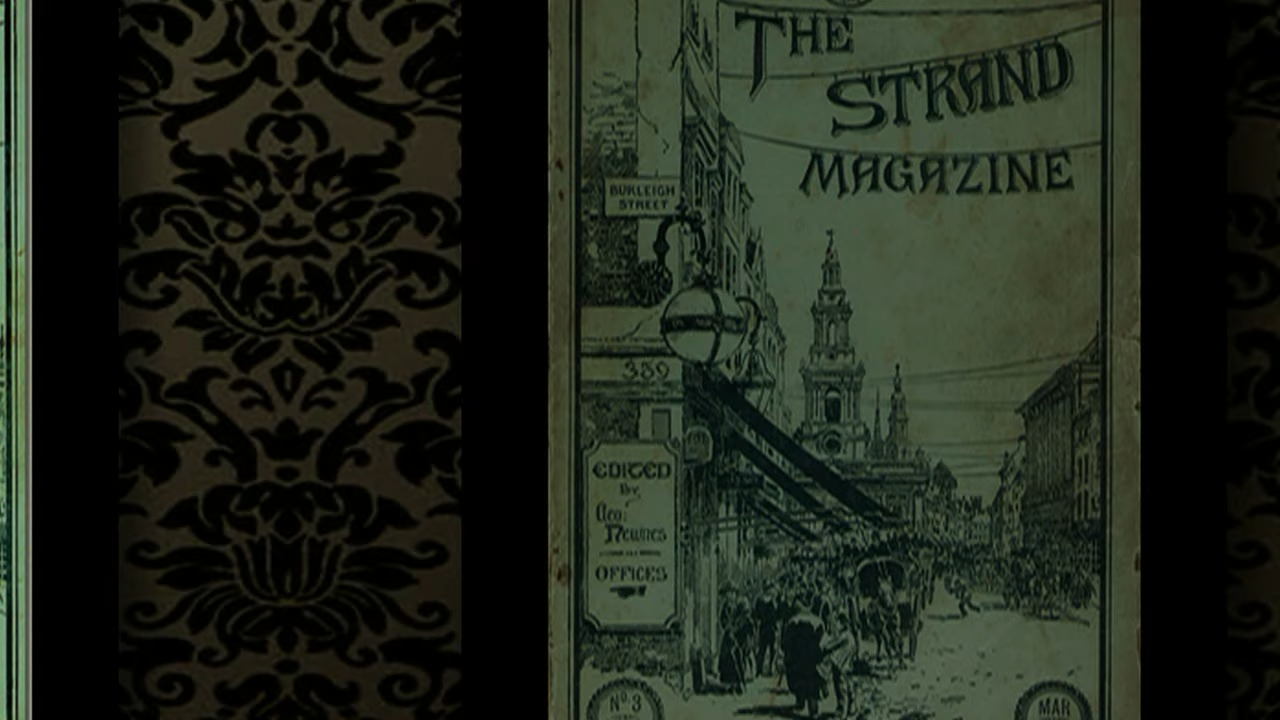 THE
STRAND
MAGAZINE
BURLEIGH
STREET
359
EDITED
By
Geo: Newnes
OFFICES
Nº 3
MAR